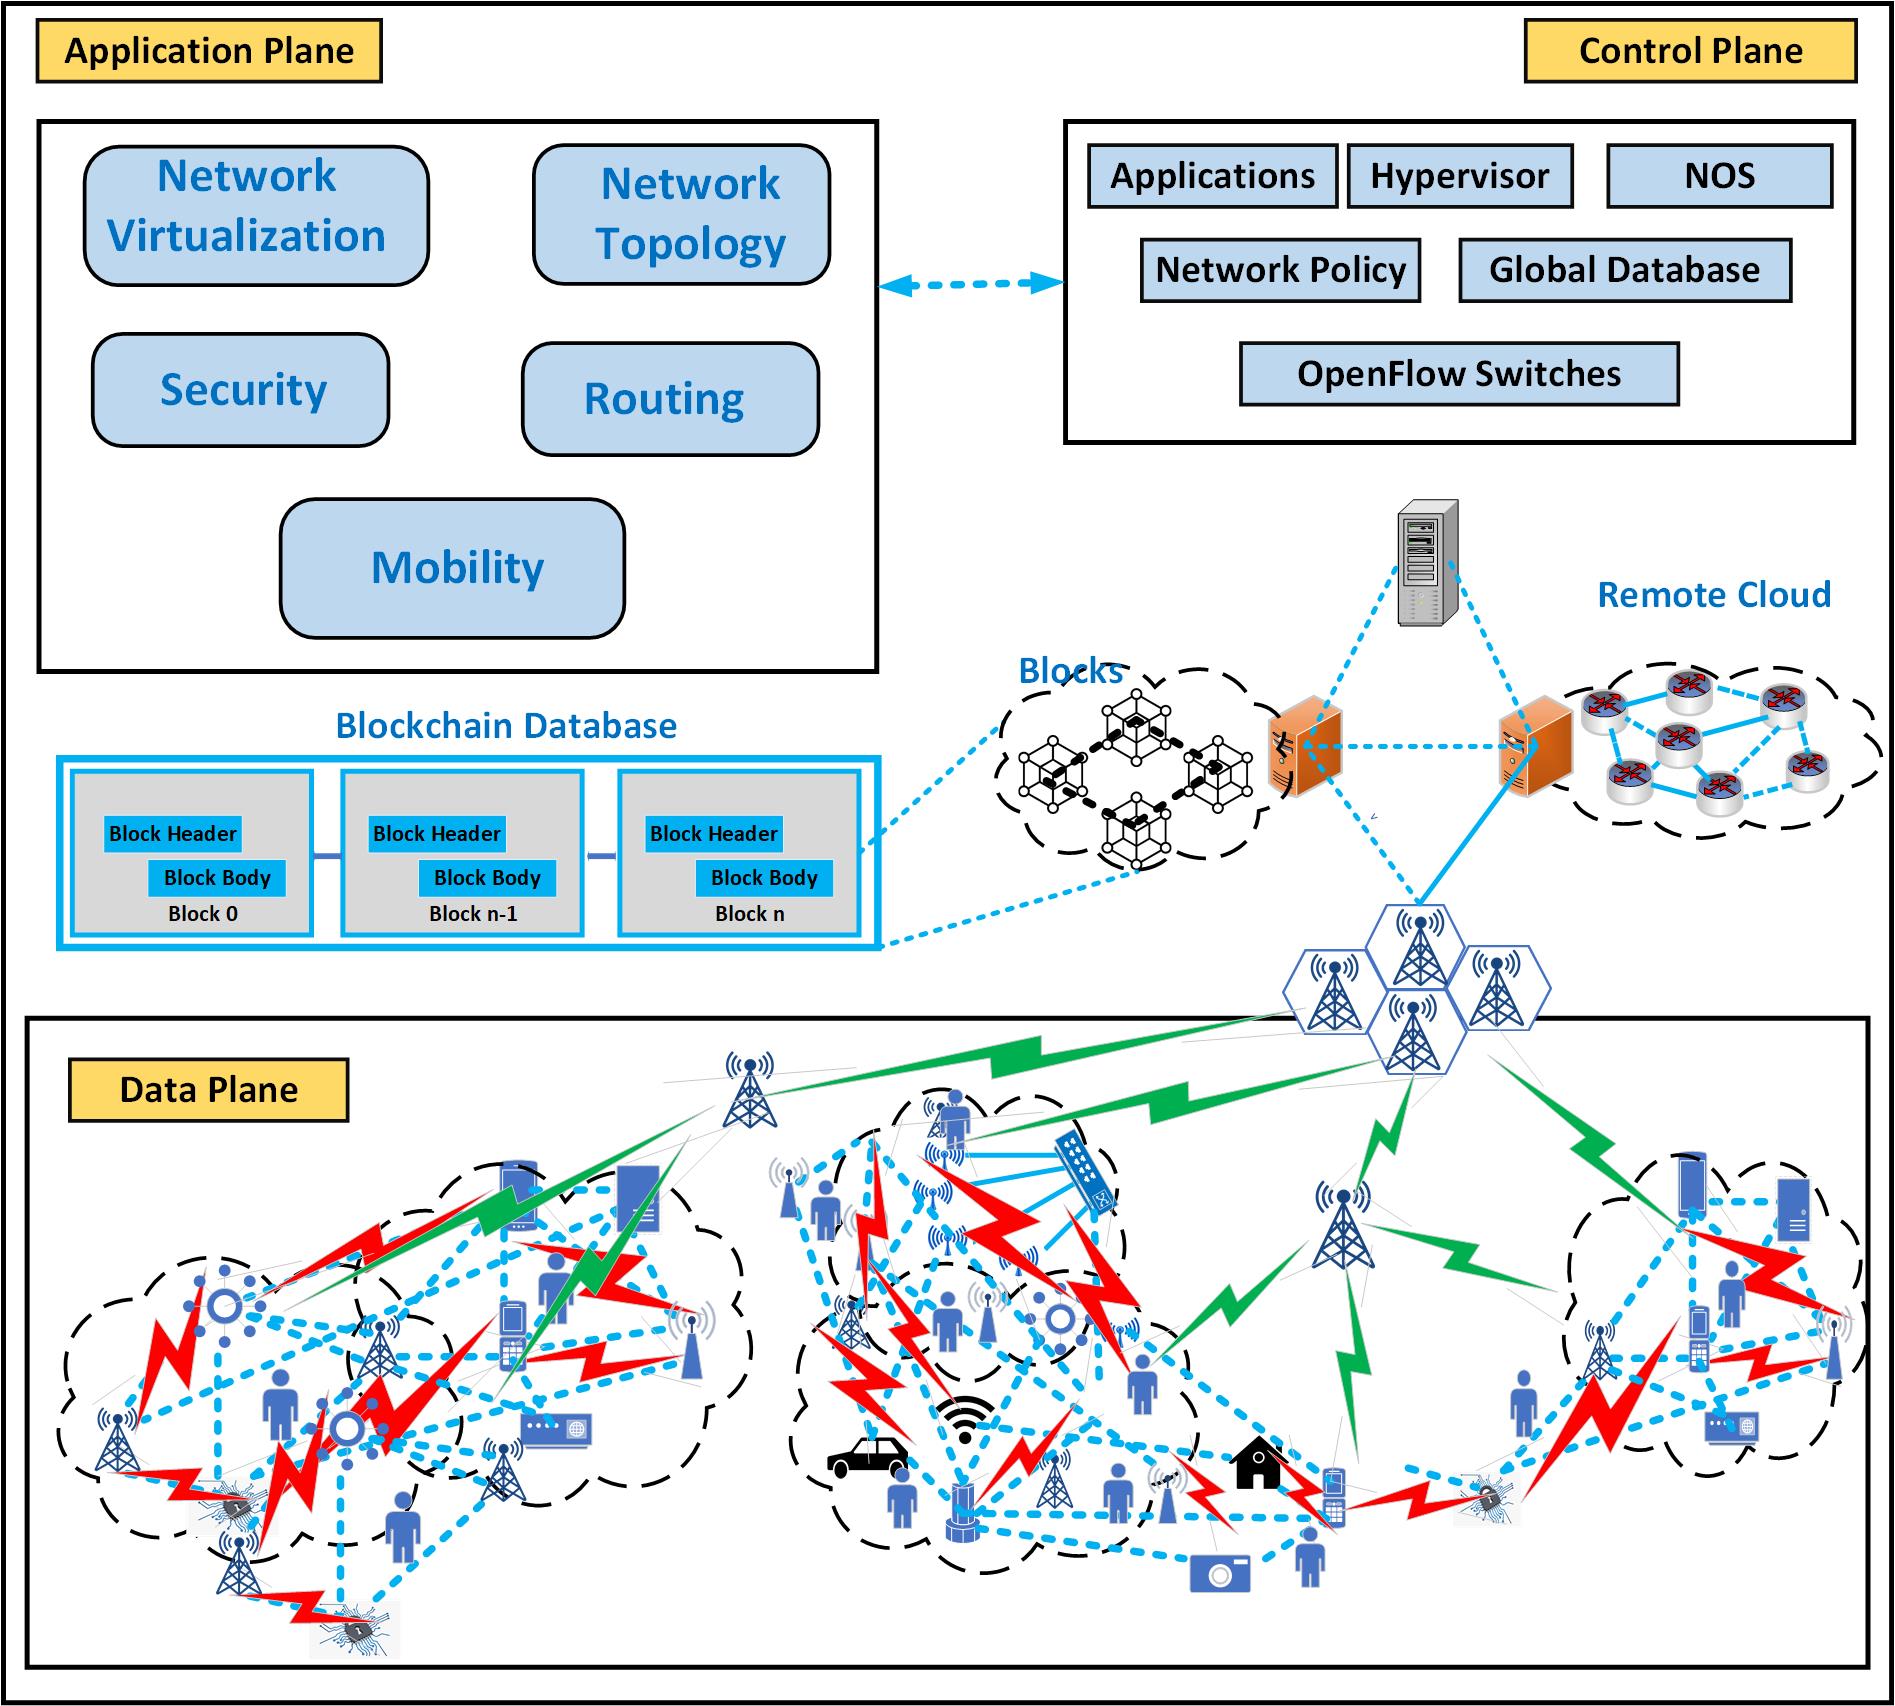 Application Plane
Control Plane
Network
Virtualization
Network
Topology
Security
Routing
Mobility
Applications
Hypervisor
NOS
Network Policy
Global Database
OpenFlow Switches
Remote Cloud
Blocks
Blockchain Database
Block Header
Block Body
Block 0
Block Header
Block Body
Block n-1
Block Header
Block Body
Block n
Data Plane